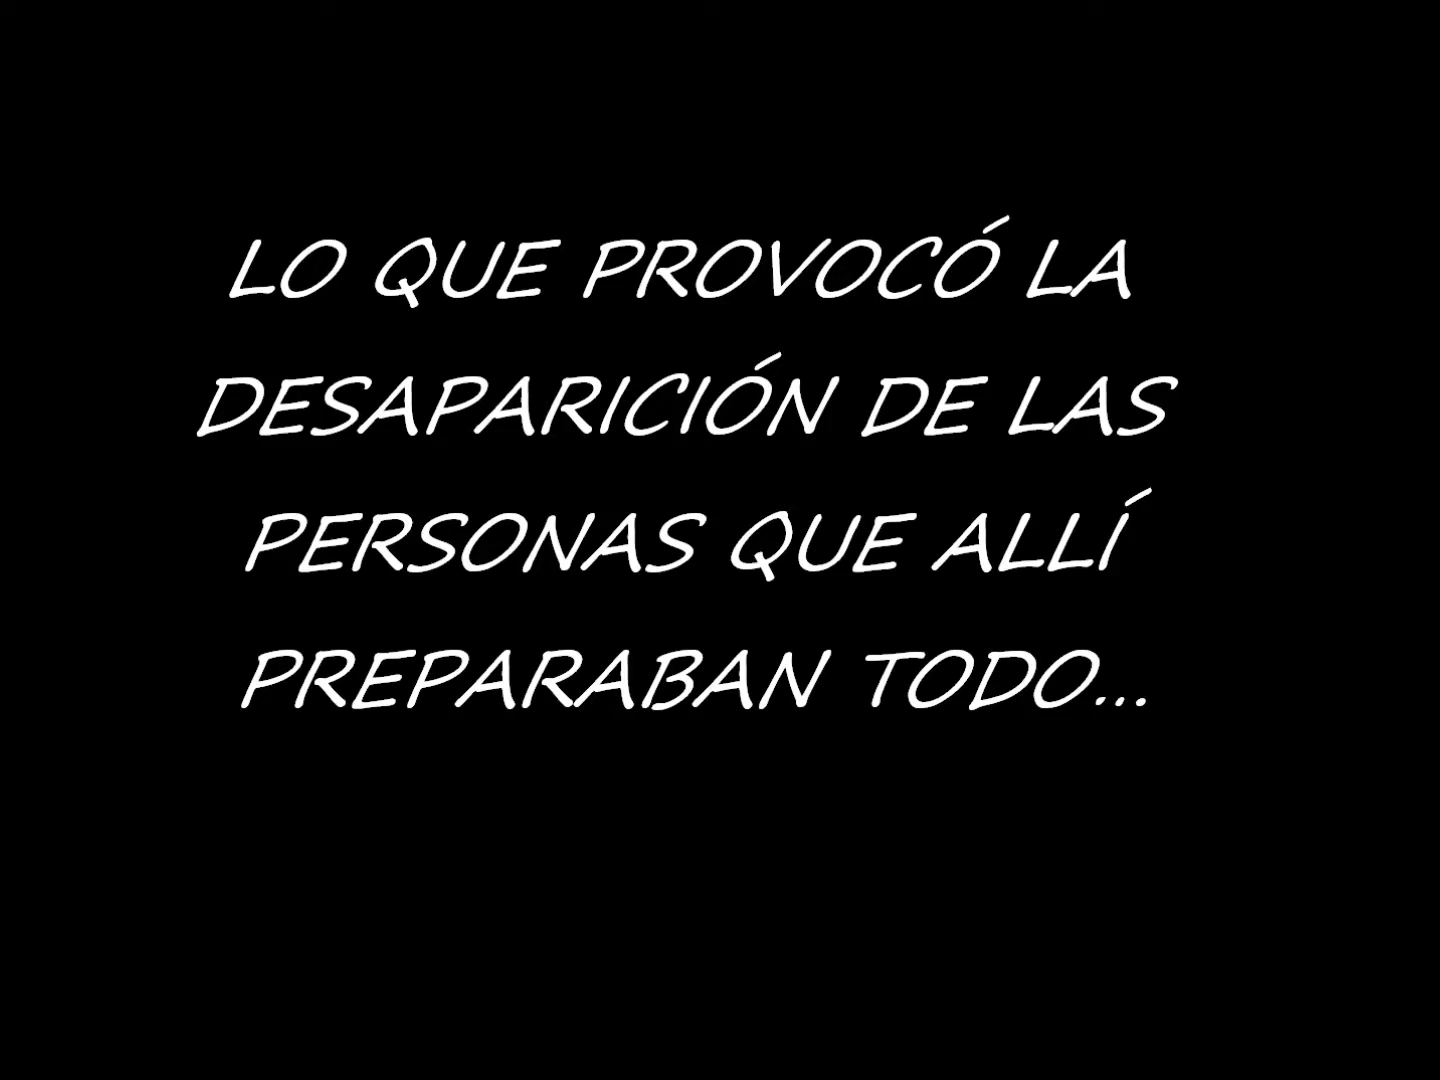 LO QUE PROVOCÓ LA
DESAPARICIÓN DE LAS
PERSONAS QUE ALLÍ
PREPARABAN TODO...